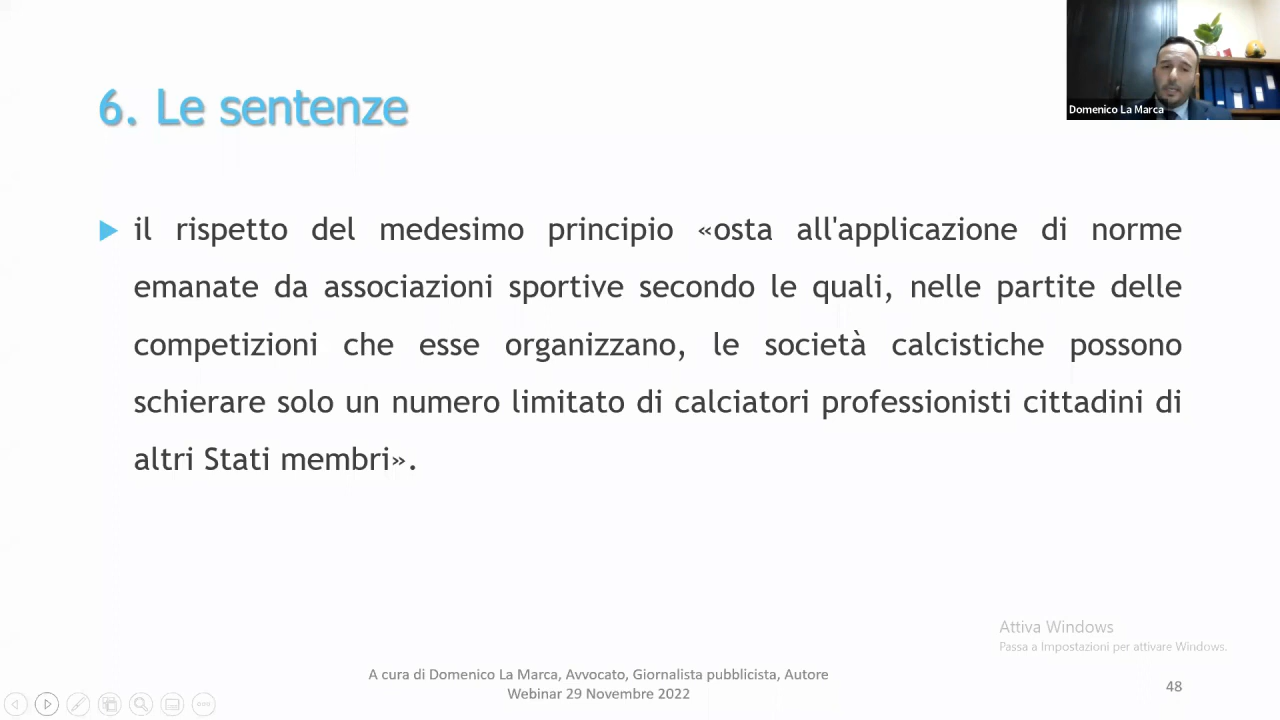 Domenico La Marca
6. Le sentenze
il rispetto del medesimo principio «osta all'applicazione di norme
emanate da associazioni sportive secondo le quali, nelle partite delle
competizioni che esse organizzano, le società calcistiche possono
schierare solo un numero limitato di calciatori professionisti cittadini di
altri Stati membri».
Attiva Windows
Passa a Impostazioni per attivare Windows.
A cura di Domenico La Marca, Avvocato, Giornalista pubblicista, Autore
Webinar 29 Novembre 2022
48